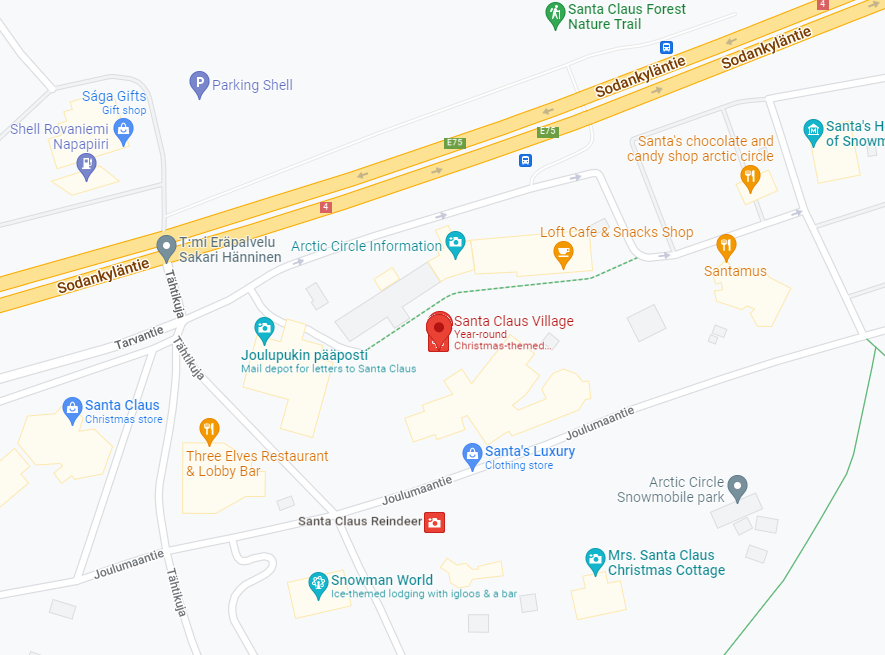 4
Santa Claus Forest
Nature Trail
Sodankyläntie
Sodankyläntie
P
Parking Shell
Sága Gifts
Gift shop
Shell Rovaniemi
Napapiiri
E75
E75
Santa's H
of Snowm
Santa's chocolate and
candy shop arctic circle
4
T:mi Eräpalvelu
Sakari Hänninen
Arctic Circle Information
Loft Cafe & Snacks Shop
Santamus
Sodankyläntie
Tähtikuja
Tarvantie
Santa Claus Village
Year-round
Christmas-themed...
Tähtikuja
Joulupukin pääposti
Mail depot for letters to Santa Claus
Santa Claus
Christmas store
Joulumaantie
Three Elves Restaurant
& Lobby Bar
Santa's Luxury
Clothing store
Joulumaantie
Arctic Circle
Snowmobile park
Santa Claus Reindeer
Joulumaantie
Mrs. Santa Claus
Christmas Cottage
Tähtikuja
Snowman World
Ice-themed lodging with igloos & a bar